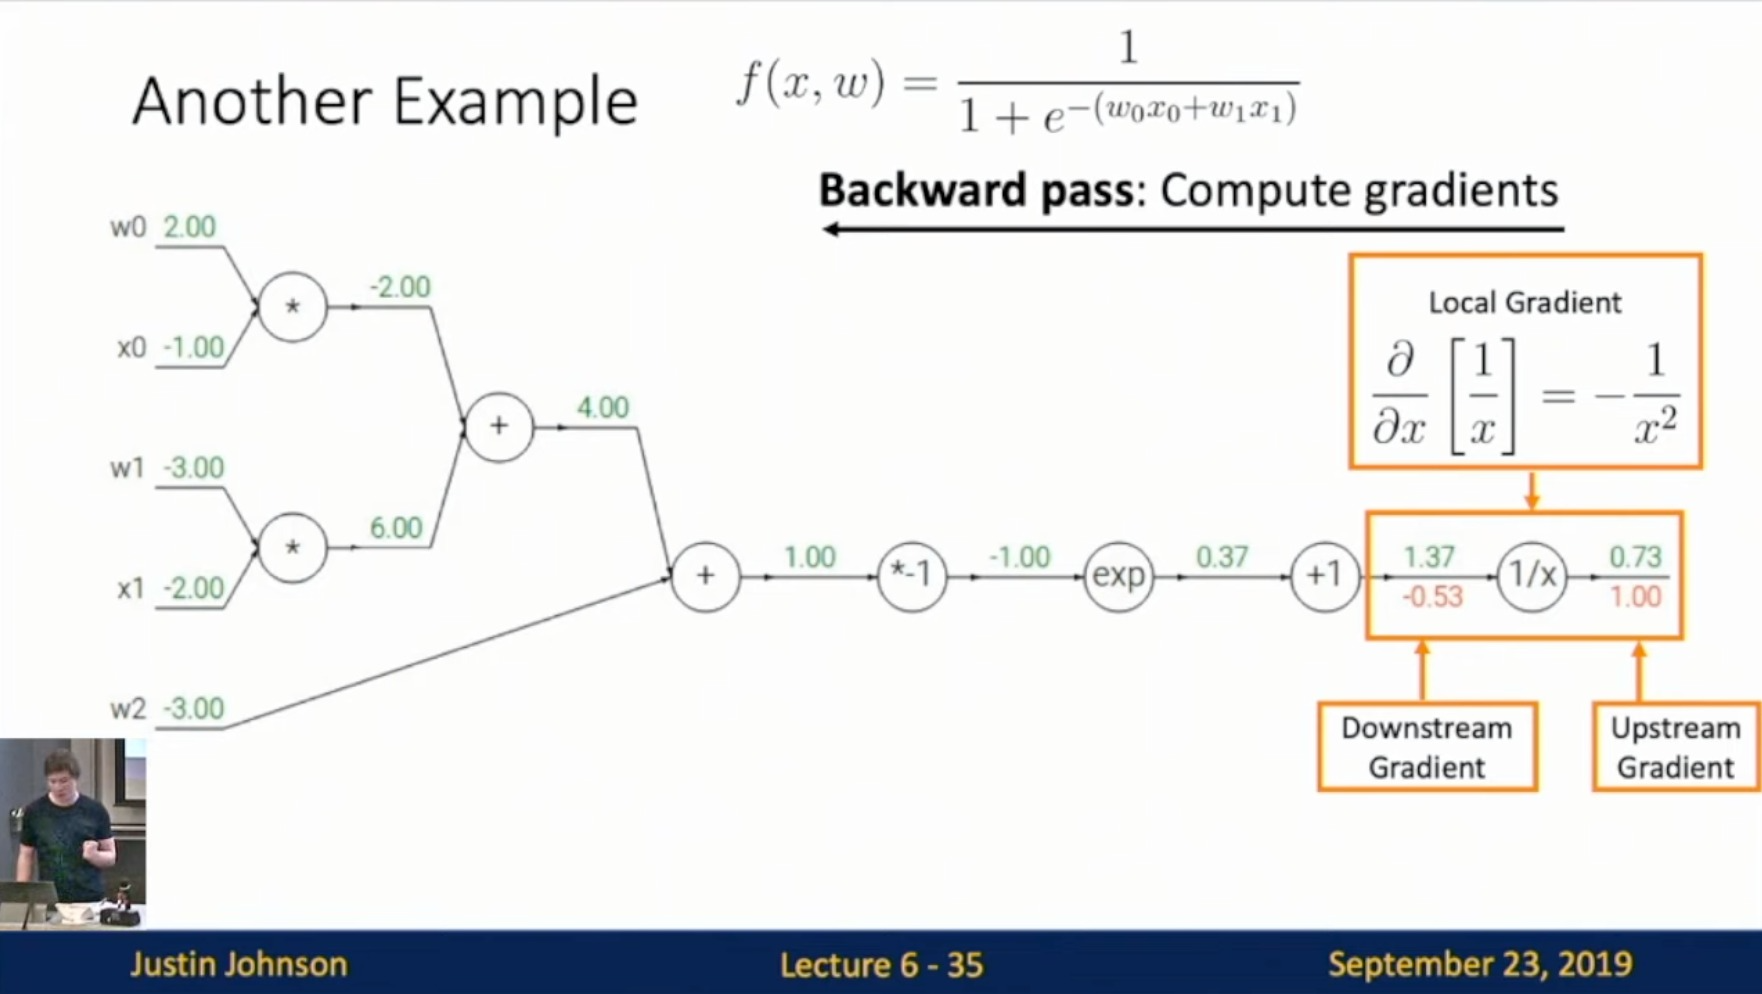 Another Example
f(x, w) = \frac{1}{1 + e^{-(w_0x_0+w_1x_1)}}
Backward pass: Compute gradients
w0 2.00
x0 -1.00
*
-2.00
w1 -3.00
x1 -2.00
*
6.00
+
4.00
w2 -3.00
+
1.00
*-1
-1.00
exp
0.37
+1
1.37
-0.53
1/x
0.73
1.00
Local Gradient
\frac{\partial}{\partial x} \left[\frac{1}{x}\right] = -\frac{1}{x^2}
Downstream
Gradient
Upstream
Gradient
Justin Johnson
Lecture 6 - 35
September 23, 2019